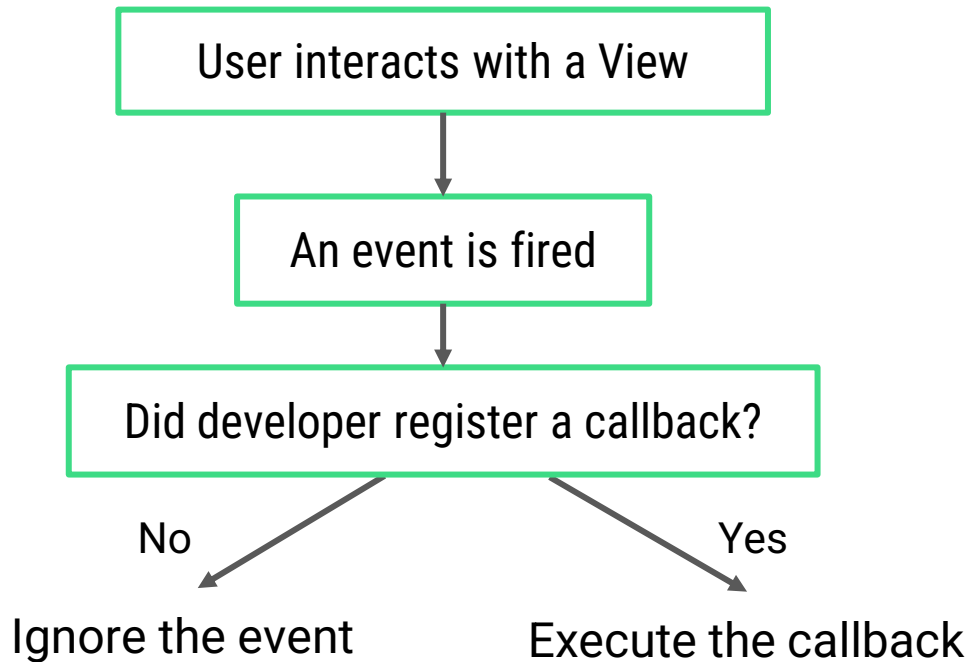 User interacts with a View
An event is fired
Did developer register a callback?
No
Yes
Ignore the event
Execute the callback